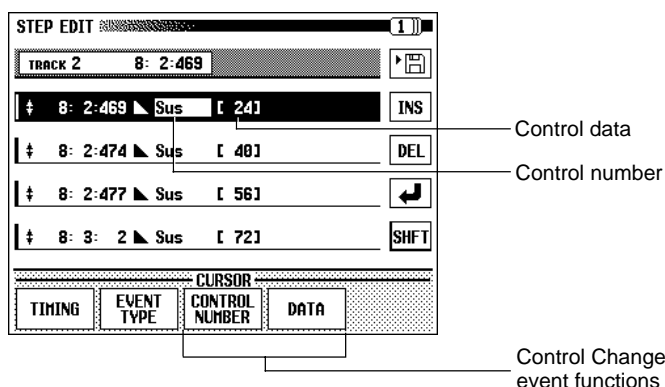 STEP EDIT
1
TRACK 2 8: 2:469
8: 2:469 Sus [ 24]
INS
Control data
8: 2:474 Sus [ 40]
DEL
Control number
8: 2:477 Sus [ 56]
8: 3: 2 Sus [ 72]
SHFT
CURSOR
TIMING
EVENT
TYPE
CONTROL
NUMBER
DATA
Control Change
event functions